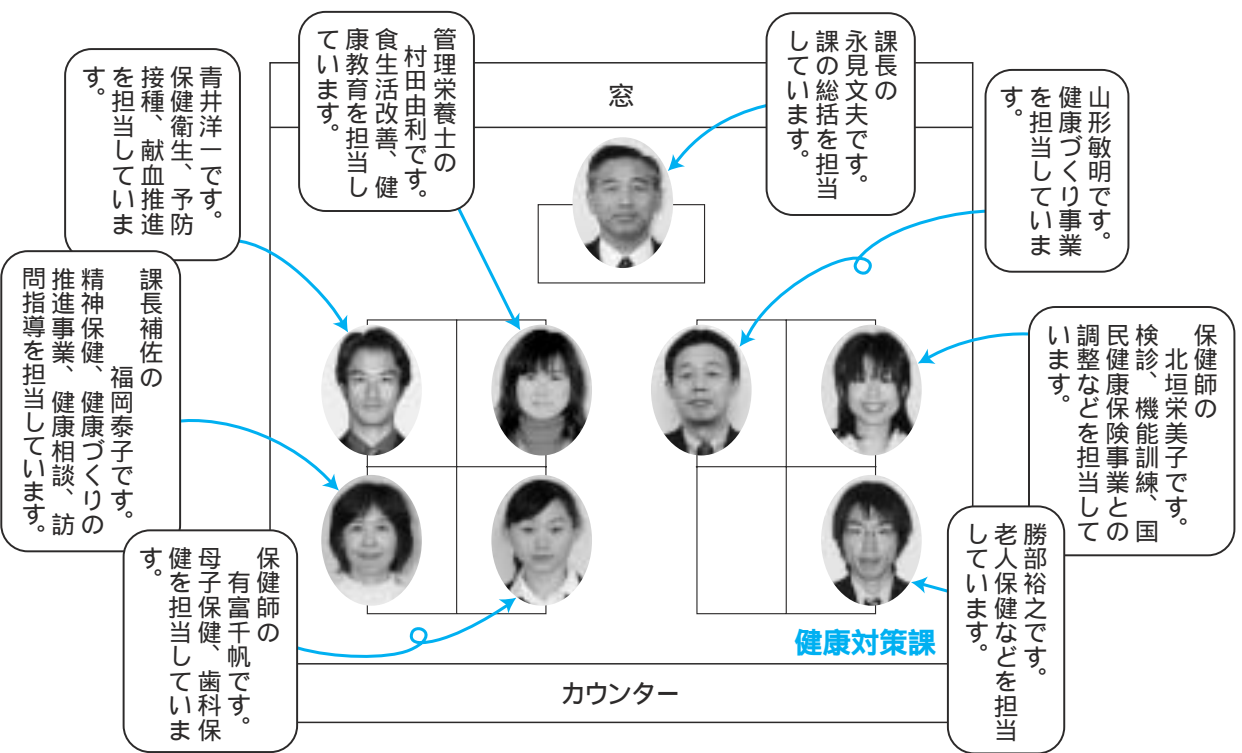 山形敏明です。
健康づくり事業
を担当していま
す。
課長の
永見文夫です。
課の総括を担当
しています。
管理栄養士の
村田由利です。
食生活改善、健
康教育を担当し
ています。
青井洋一です。
保健衛生、予防
接種、献血推進
を担当していま
す。
窓
保健師の
北垣栄美子です。
検診、機能訓練、国
民健康保険事業との
調整などを担当して
います。
課長補佐の
福岡泰子です。
精神保健、健康づくりの
推進事業、健康相談、訪
問指導を担当しています。
勝部裕之です。
老人保健などを担当
しています。
保健師の
有富千帆です。
母子保健、歯科保
健を担当していま
す。
健康対策課
カウンター